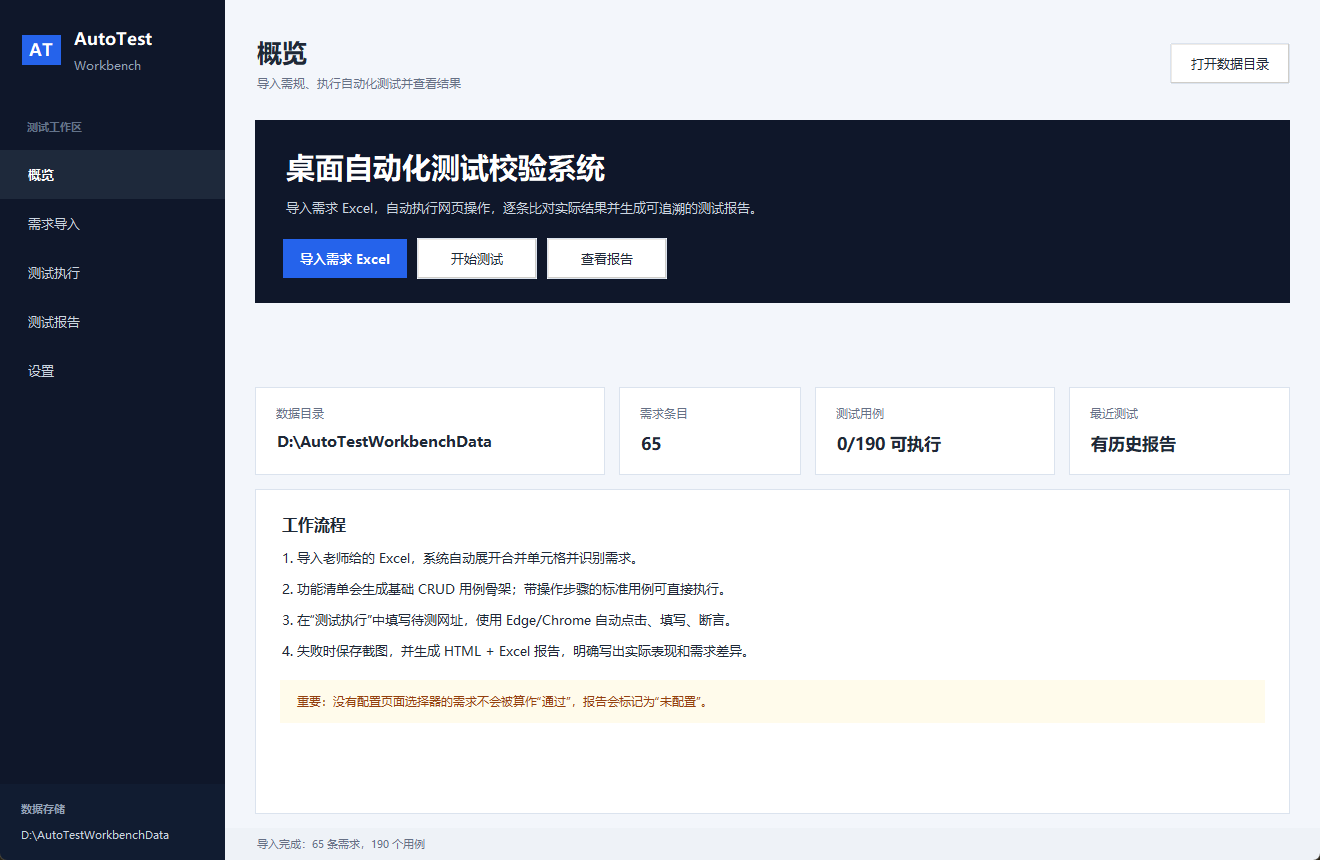 AT
AutoTest
Workbench
测试工作区
概览
需求导入
测试执行
测试报告
设置
数据存储
D:\AutoTestWorkbenchData
概览
导入需规、执行自动化测试并查看结果
打开数据目录
桌面自动化测试校验系统
导入需求 Excel，自动执行网页操作，逐条比对实际结果并生成可追溯的测试报告。
导入需求 Excel
开始测试
查看报告
数据目录
D:\AutoTestWorkbenchData
需求条目
65
测试用例
0/190 可执行
最近测试
有历史报告
工作流程
1. 导入老师给的 Excel，系统自动展开合并单元格并识别需求。
2. 功能清单会生成基础 CRUD 用例骨架；带操作步骤的标准用例可直接执行。
3. 在“测试执行”中填写待测网址，使用 Edge/Chrome 自动点击、填写、断言。
4. 失败时保存截图，并生成 HTML + Excel 报告，明确写出实际表现和需求差异。
重要：没有配置页面选择器的需求不会被算作“通过”，报告会标记为“未配置”。
导入完成：65 条需求，190 个用例